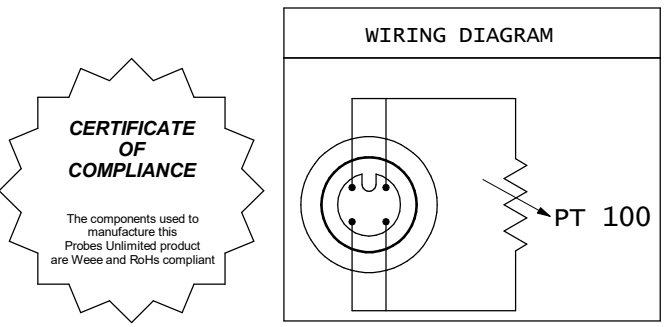 CERTIFICATE
OF
COMPLIANCE
The components used to
manufacture this
Probes Unlimited product
are Weee and RoHs compliant
WIRING DIAGRAM
PT 100